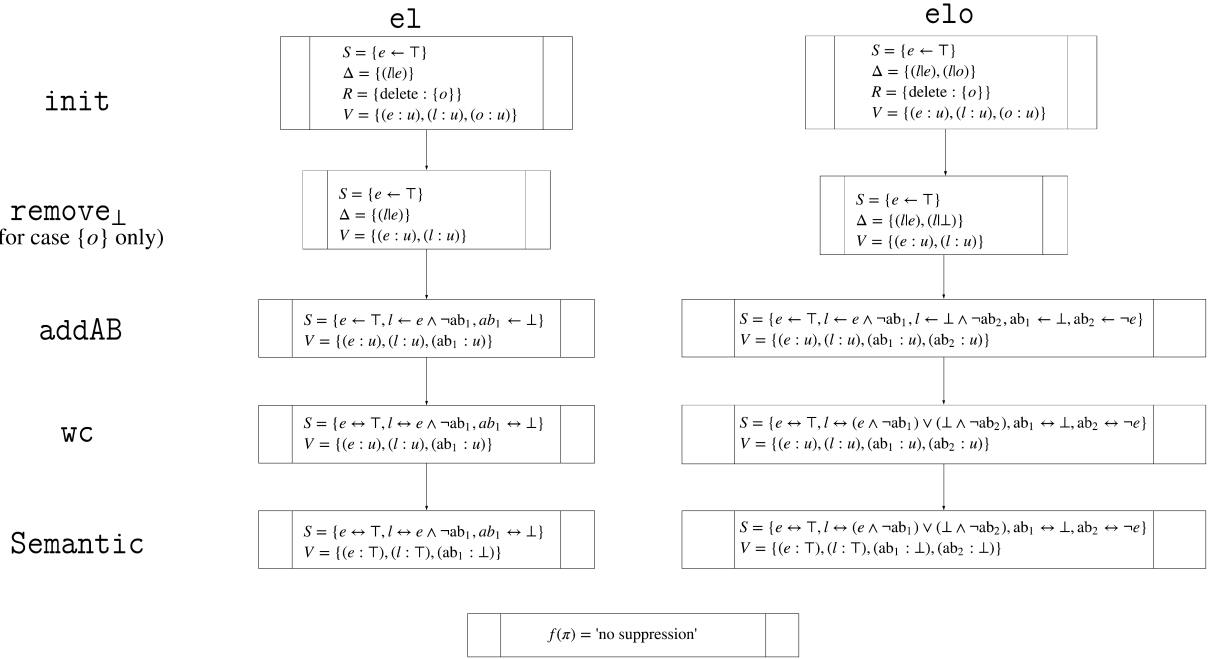 el
elo
init
S = {e ← ⊤}
Δ = {(l|e)}
R = {delete : {o}}
V = {(e : u), (l : u), (o : u)}
S = {e ← ⊤}
Δ = {(l|e), (l|o)}
R = {delete : {o}}
V = {(e : u), (l : u), (o : u)}
remove⊥
for case {o} only)
S = {e ← ⊤}
Δ = {(l|e)}
V = {(e : u), (l : u)}
S = {e ← ⊤}
Δ = {(l|e), (l|⊥)}
V = {(e : u), (l : u)}
addAB
S = {e ← ⊤, l ← e ∧ ¬ab₁, ab₁ ← ⊥}
V = {(e : u), (l : u), (ab₁ : u)}
S = {e ← ⊤, l ← e ∧ ¬ab₁, l ← ⊥ ∧ ¬ab₂, ab₁ ← ⊥, ab₂ ← ¬e}
V = {(e : u), (l : u), (ab₁ : u), (ab₂ : u)}
wc
S = {e ↔ ⊤, l ↔ e ∧ ¬ab₁, ab₁ ↔ ⊥}
V = {(e : u), (l : u), (ab₁ : u)}
S = {e ↔ ⊤, l ↔ (e ∧ ¬ab₁) ∨ (⊥ ∧ ¬ab₂), ab₁ ↔ ⊥, ab₂ ↔ ¬e}
V = {(e : u), (l : u), (ab₁ : u), (ab₂ : u)}
Semantic
S = {e ↔ ⊤, l ↔ e ∧ ¬ab₁, ab₁ ↔ ⊥}
V = {(e : ⊤), (l : ⊤), (ab₁ : ⊥)}
S = {e ↔ ⊤, l ↔ (e ∧ ¬ab₁) ∨ (⊥ ∧ ¬ab₂), ab₁ ↔ ⊥, ab₂ ↔ ¬e}
V = {(e : ⊤), (l : ⊤), (ab₁ : ⊥), (ab₂ : ⊥)}
f(π) = 'no suppression'